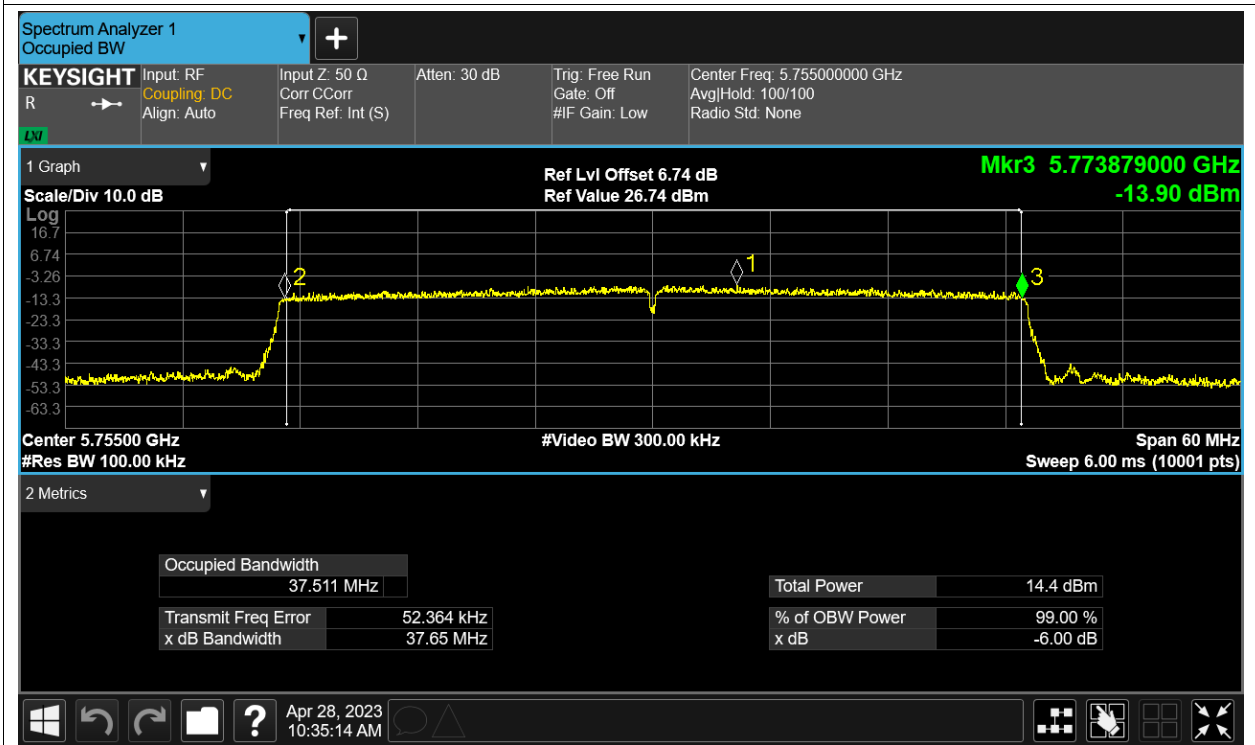 Spectrum Analyzer 1
Occupied BW
KEYSIGHT
R
LXI
Input: RF
Coupling: DC
Align: Auto
Input Z: 50 Ω
Corr CCorr
Freq Ref: Int (S)
Atten: 30 dB
Trig: Free Run
Gate: Off
#IF Gain: Low
Center Freq: 5.755000000 GHz
Avg|Hold: 100/100
Radio Std: None
1 Graph
Scale/Div 10.0 dB
Ref Lvl Offset 6.74 dB
Ref Value 26.74 dBm
Mkr3 5.773879000 GHz
-13.90 dBm
Log
16.7
6.74
-3.26
-13.3
-23.3
-33.3
-43.3
-53.3
-63.3
2
1
3
Center 5.75500 GHz
#Res BW 100.00 kHz
#Video BW 300.00 kHz
Span 60 MHz
Sweep 6.00 ms (10001 pts)
2 Metrics
Occupied Bandwidth
37.511 MHz
Transmit Freq Error 52.364 kHz
x dB Bandwidth 37.65 MHz
Total Power 14.4 dBm
% of OBW Power 99.00 %
x dB -6.00 dB
?
Apr 28, 2023
10:35:14 AM